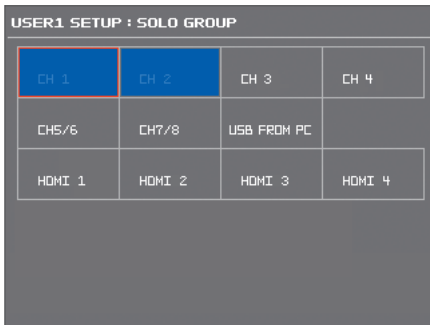 USER1 SETUP : SOLO GROUP
CH 1 CH 2 CH 3 CH 4
CH5/6 CH7/8 USB FROM PC
HDMI 1 HDMI 2 HDMI 3 HDMI 4